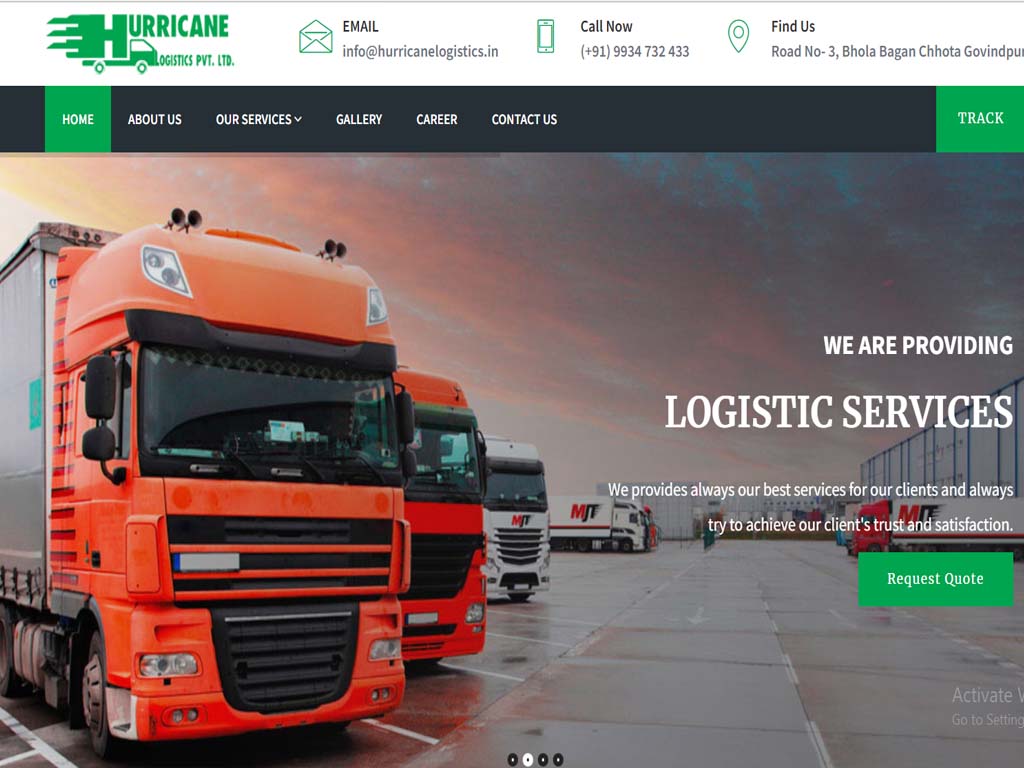 HURRICANE
LOGISTICS PVT. LTD.
EMAIL
info@hurricanelogistics.in
Call Now
(+91) 9934 732 433
Find Us
Road No- 3, Bhola Bagan Chhota Govindpur
HOME
ABOUT US
OUR SERVICES
GALLERY
CAREER
CONTACT US
TRACK
WE ARE PROVIDING
LOGISTIC SERVICES
We provides always our best services for our clients and always
try to achieve our client's trust and satisfaction.
Request Quote
MJT
MJT
MJT
Activate
Go to Setting